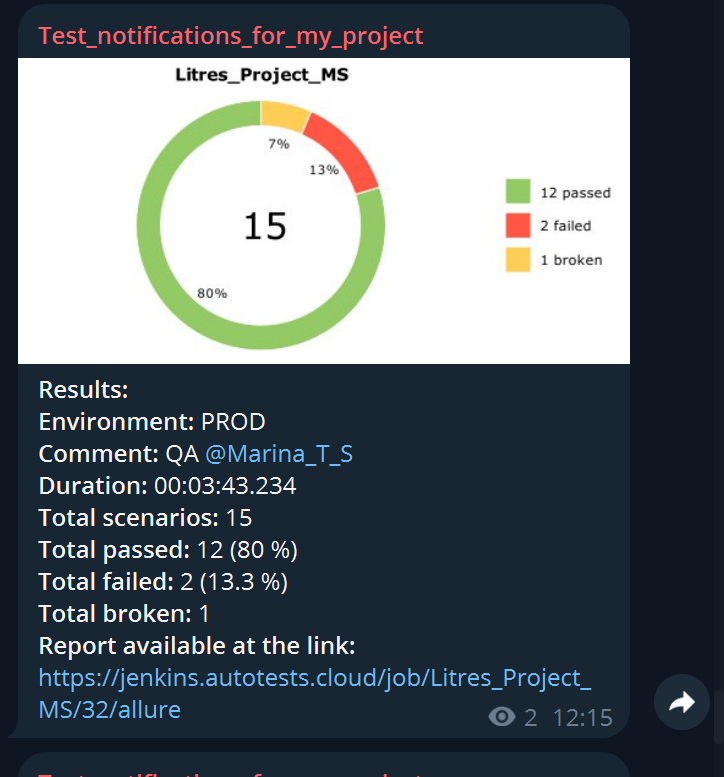 Test_notifications_for_my_project
Litres_Project_MS
7%
13%
15
80%
12 passed
2 failed
1 broken
Results:
Environment: PROD
Comment: QA @Marina_T_S
Duration: 00:03:43.234
Total scenarios: 15
Total passed: 12 (80 %)
Total failed: 2 (13.3 %)
Total broken: 1
Report available at the link:
https://jenkins.autotests.cloud/job/Litres_Project_
MS/32/allure
2 12:15